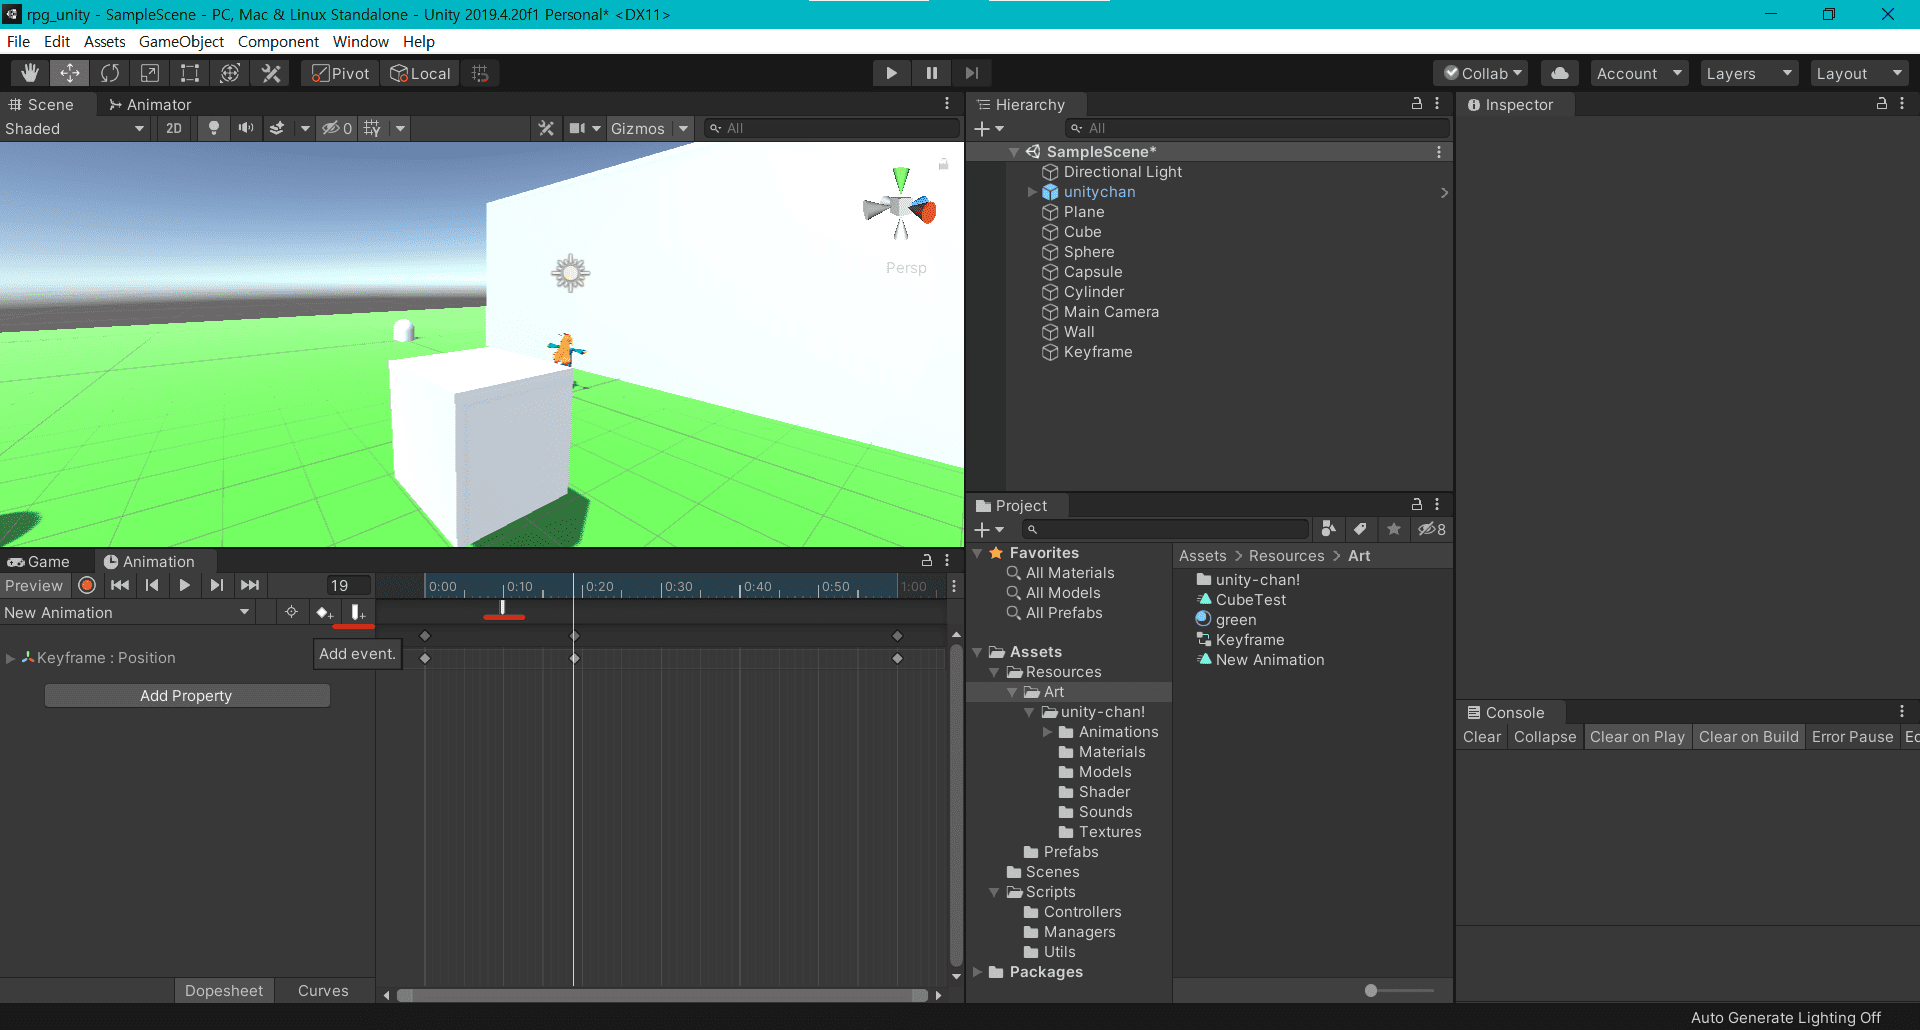 rpg_unity - SampleScene - PC, Mac & Linux Standalone - Unity 2019.4.20f1 Personal* <DX11>
File Edit Assets GameObject Component Window Help
Pivot Local Collab Account Layers Layout
Scene Animator
Shaded 2D 0 Gizmos All
Persp
Hierarchy
All
SampleScene*
Directional Light
unitychan
Plane
Cube
Sphere
Capsule
Cylinder
Main Camera
Wall
Keyframe
Inspector
Game Animation
Preview 19 0:00 0:10 0:20 0:30 0:40 0:50 1:00
New Animation
Add event.
Keyframe : Position
Add Property
Dopesheet Curves
Project
8
Favorites
All Materials
All Models
All Prefabs
Assets
Resources
Art
unity-chan!
Animations
Materials
Models
Shader
Sounds
Textures
Prefabs
Scenes
Scripts
Controllers
Managers
Utils
Packages
Assets > Resources > Art
unity-chan!
CubeTest
green
Keyframe
New Animation
Console
Clear Collapse Clear on Play Clear on Build Error Pause Ec
Auto Generate Lighting Off